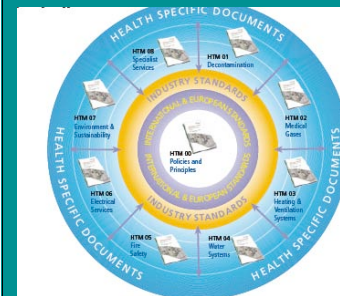 HEALTH SPECIFIC DOCUMENTS
HTM 08
Specialist
Services
HTM 01
Decontamination
HTM 07
Environment &
Sustainability
HTM 02
Medical
Gases
INDUSTRY STANDARDS
INTERNATIONAL & EUROPEAN STANDARDS
HTM 00
Policies and
Principles
INTERNATIONAL & EUROPEAN STANDARDS
INDUSTRY STANDARDS
HTM 06
Electrical
Services
HTM 03
Heating &
Ventilation
Systems
HTM 05
Fire
Safety
HTM 04
Water
Systems
HEALTH SPECIFIC DOCUMENTS
HEALTH SPECIFIC DOCUMENTS